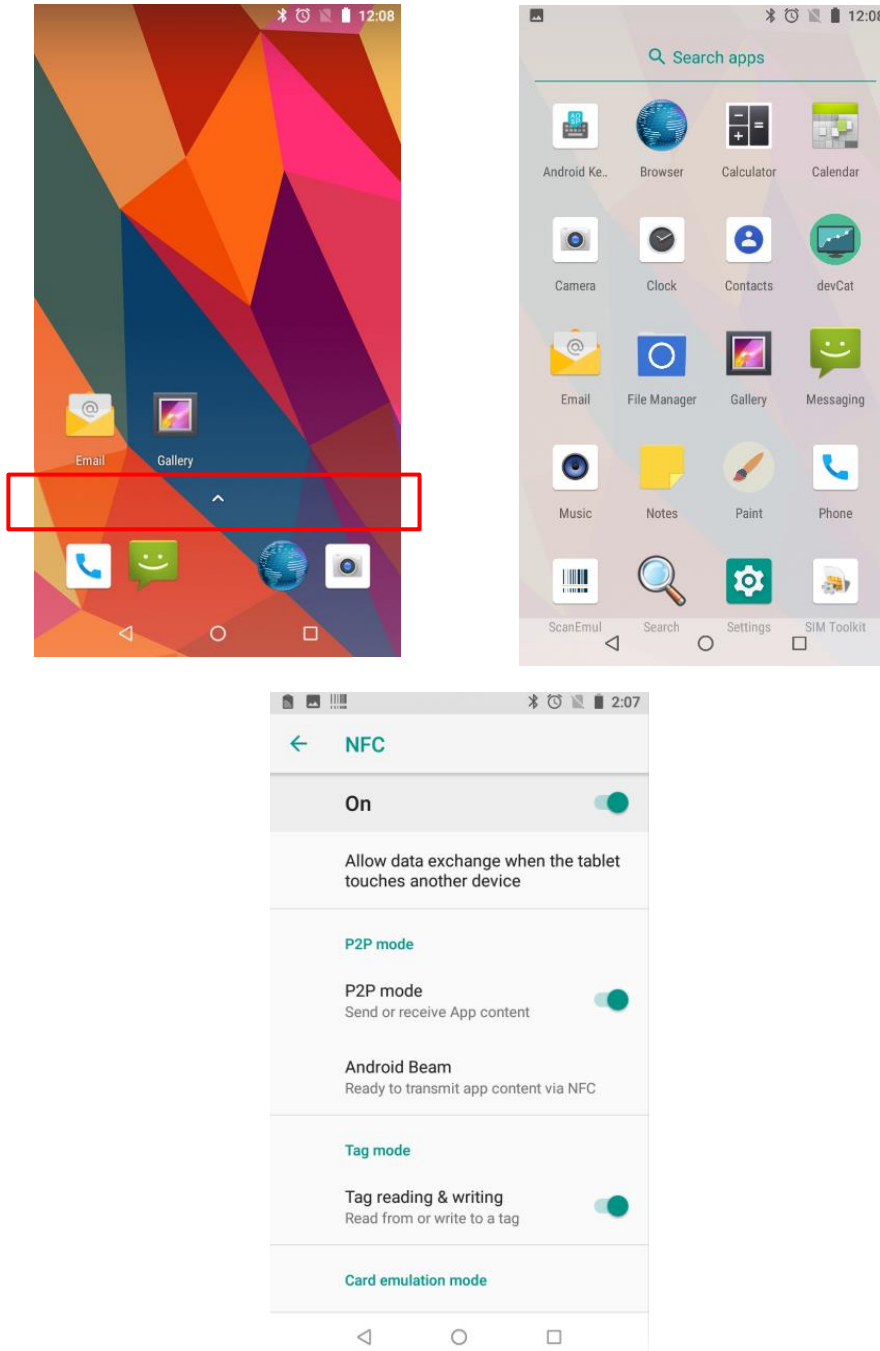 12:08
Email Gallery
12:08
Search apps
Android Ke.. Browser Calculator Calendar
Camera Clock Contacts devCat
Email File Manager Gallery Messaging
Music Notes Paint Phone
ScanEmul Search Settings SIM Toolkit
2:07
NFC
On
Allow data exchange when the tablet
touches another device
P2P mode
P2P mode
Send or receive App content
Android Beam
Ready to transmit app content via NFC
Tag mode
Tag reading & writing
Read from or write to a tag
Card emulation mode